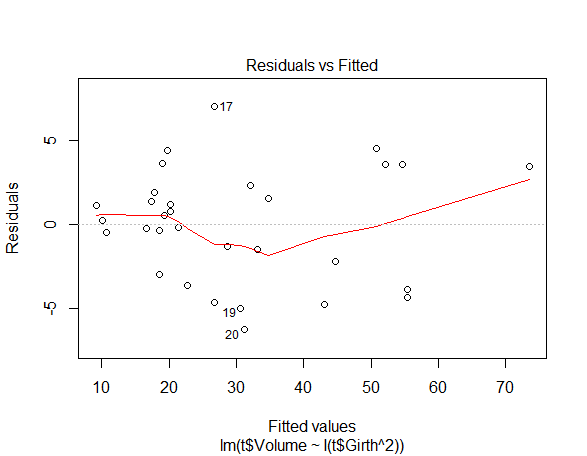 Residuals vs Fitted
Residuals
5
0
-5
17
19
20
10 20 30 40 50 60 70
Fitted values
lm(t$Volume ~ I(t$Girth^2))